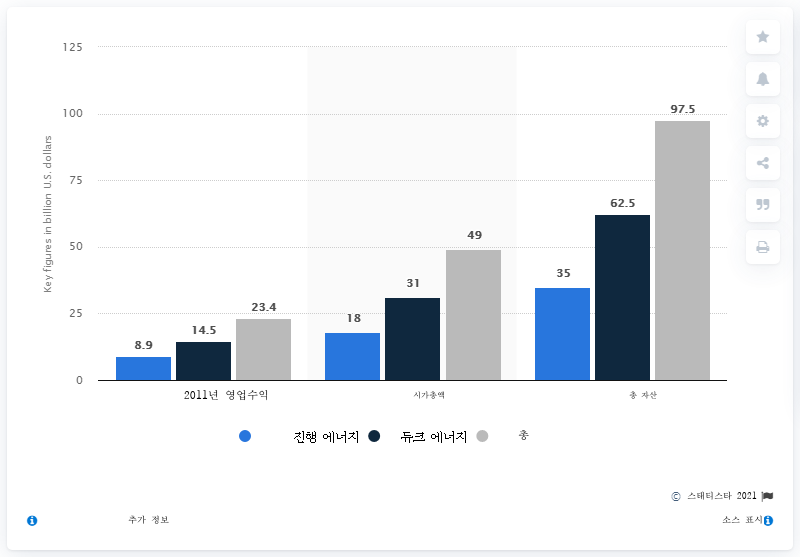 125
100
75
50
25
0
Key figures in billion U.S. dollars
8.9
14.5
23.4
18
31
49
35
62.5
97.5
2011년 영업수익
시가총액
총 자산
진행 에너지
듀크 에너지
총
© 스태티스타 2021
추가 정보
소스 표시